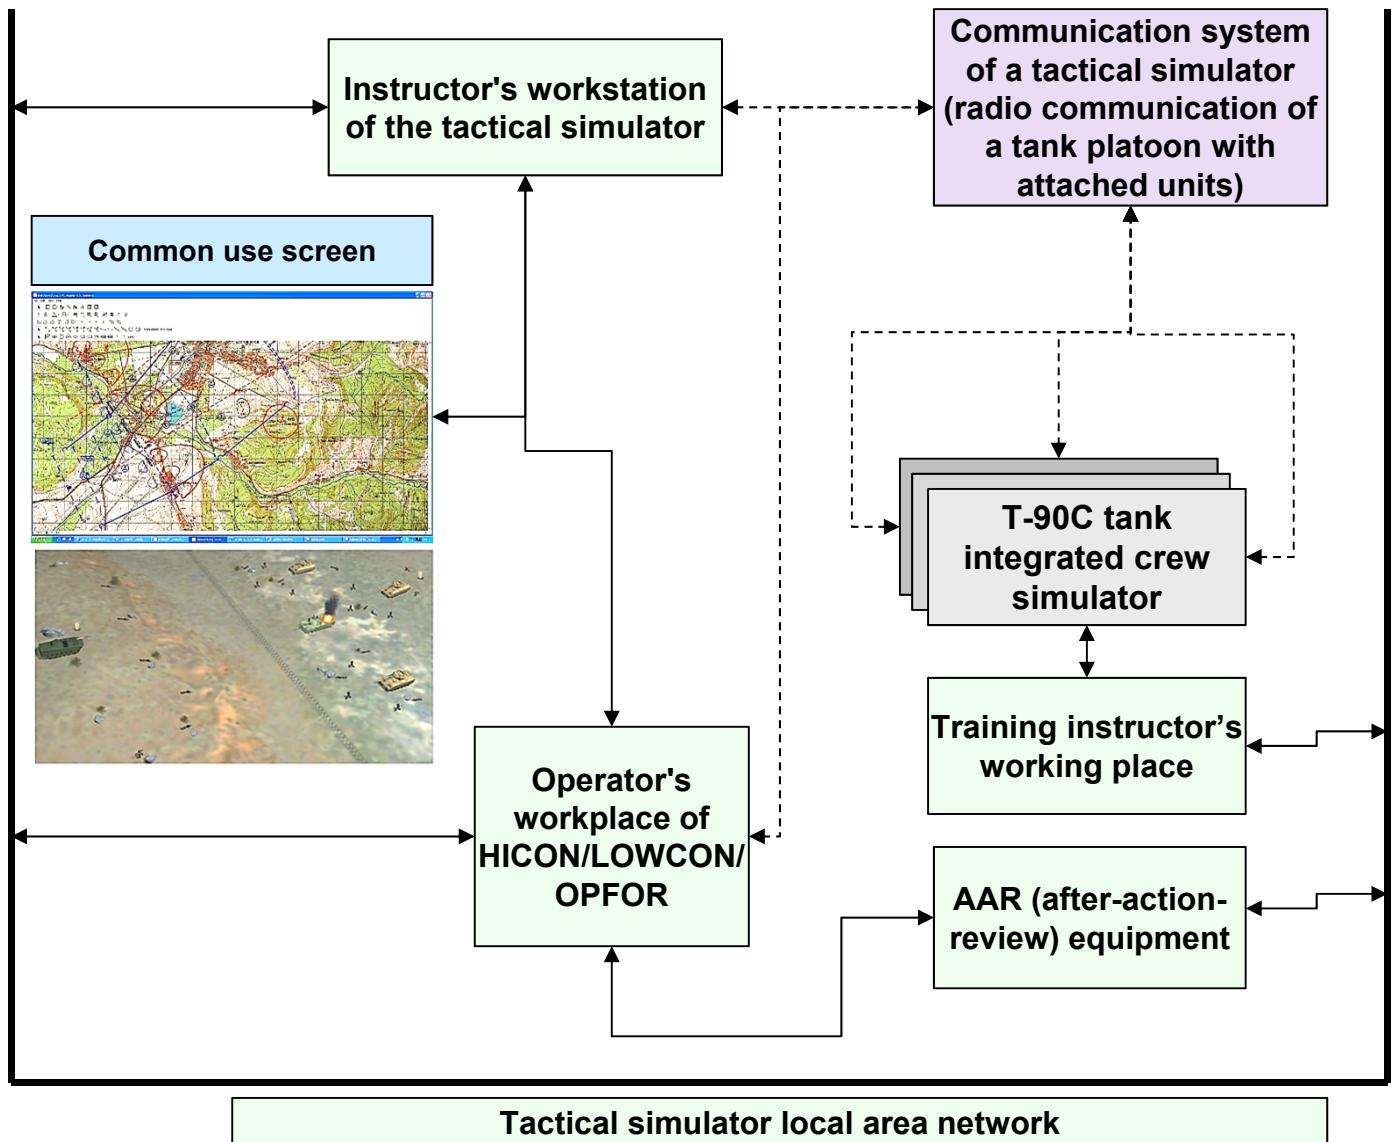 Instructor's workstation
of the tactical simulator
Communication system
of a tactical simulator
(radio communication of
a tank platoon with
attached units)
Common use screen
T-90C tank
integrated crew
simulator
Training instructor’s
working place
Operator's
workplace of
HICON/LOWCON/
OPFOR
AAR (after-action-
review) equipment
Tactical simulator local area network